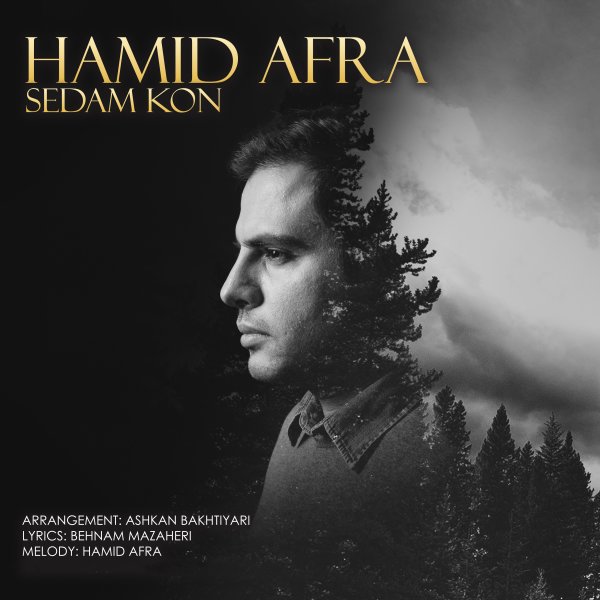 HAMID AFRA
SEDAM KON
ARRANGEMENT: ASHKAN BAKHTIYARI
LYRICS: BEHNAM MAZAHERI
MELODY: HAMID AFRA